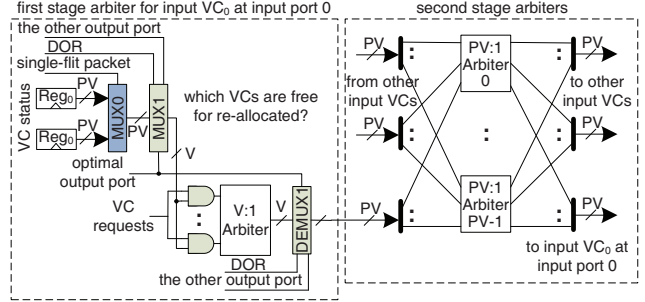 first stage arbiter for input VC0 at input port 0
second stage arbiters
the other output port
DOR
single-flit packet
PV
Reg0
VC status
PV
Reg0
MUX0
PV
MUX1
which VCs are free
for re-allocated?
V
optimal
output port
VC
requests
V:1
Arbiter
V
DEMUX1
DOR
the other output port
PV
PV:1
Arbiter
0
PV
from other
input VCs
to other
input VCs
PV
PV
PV
PV:1
Arbiter
PV-1
PV
to input VC0 at
input port 0